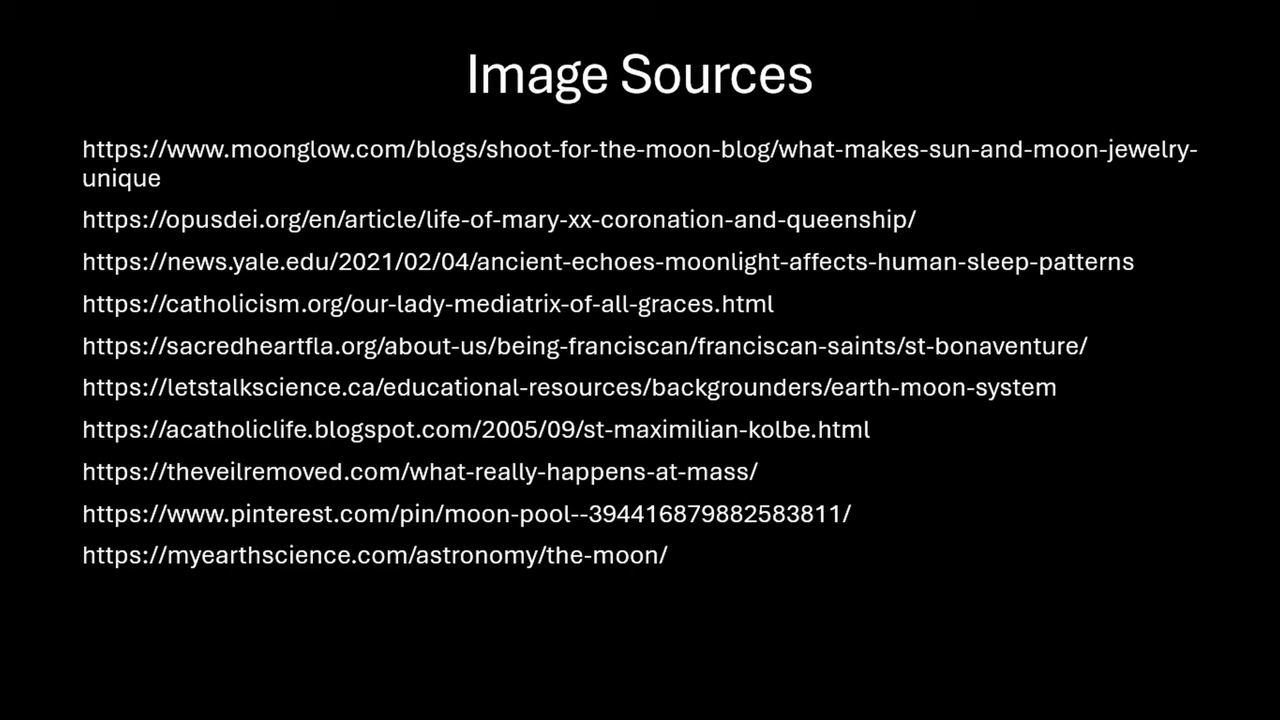 Image Sources
https://www.moonglow.com/blogs/shoot-for-the-moon-blog/what-makes-sun-and-moon-jewelry-
unique
https://opusdei.org/en/article/life-of-mary-xx-coronation-and-queenship/
https://news.yale.edu/2021/02/04/ancient-echoes-moonlight-affects-human-sleep-patterns
https://catholicism.org/our-lady-mediatrix-of-all-graces.html
https://sacredheartfla.org/about-us/being-franciscan/franciscan-saints/st-bonaventure/
https://letstalkscience.ca/educational-resources/backgrounders/earth-moon-system
https://acatholiclife.blogspot.com/2005/09/st-maximilian-kolbe.html
https://theveilremoved.com/what-really-happens-at-mass/
https://www.pinterest.com/pin/moon-pool--394416879882583811/
https://myearthscience.com/astronomy/the-moon/